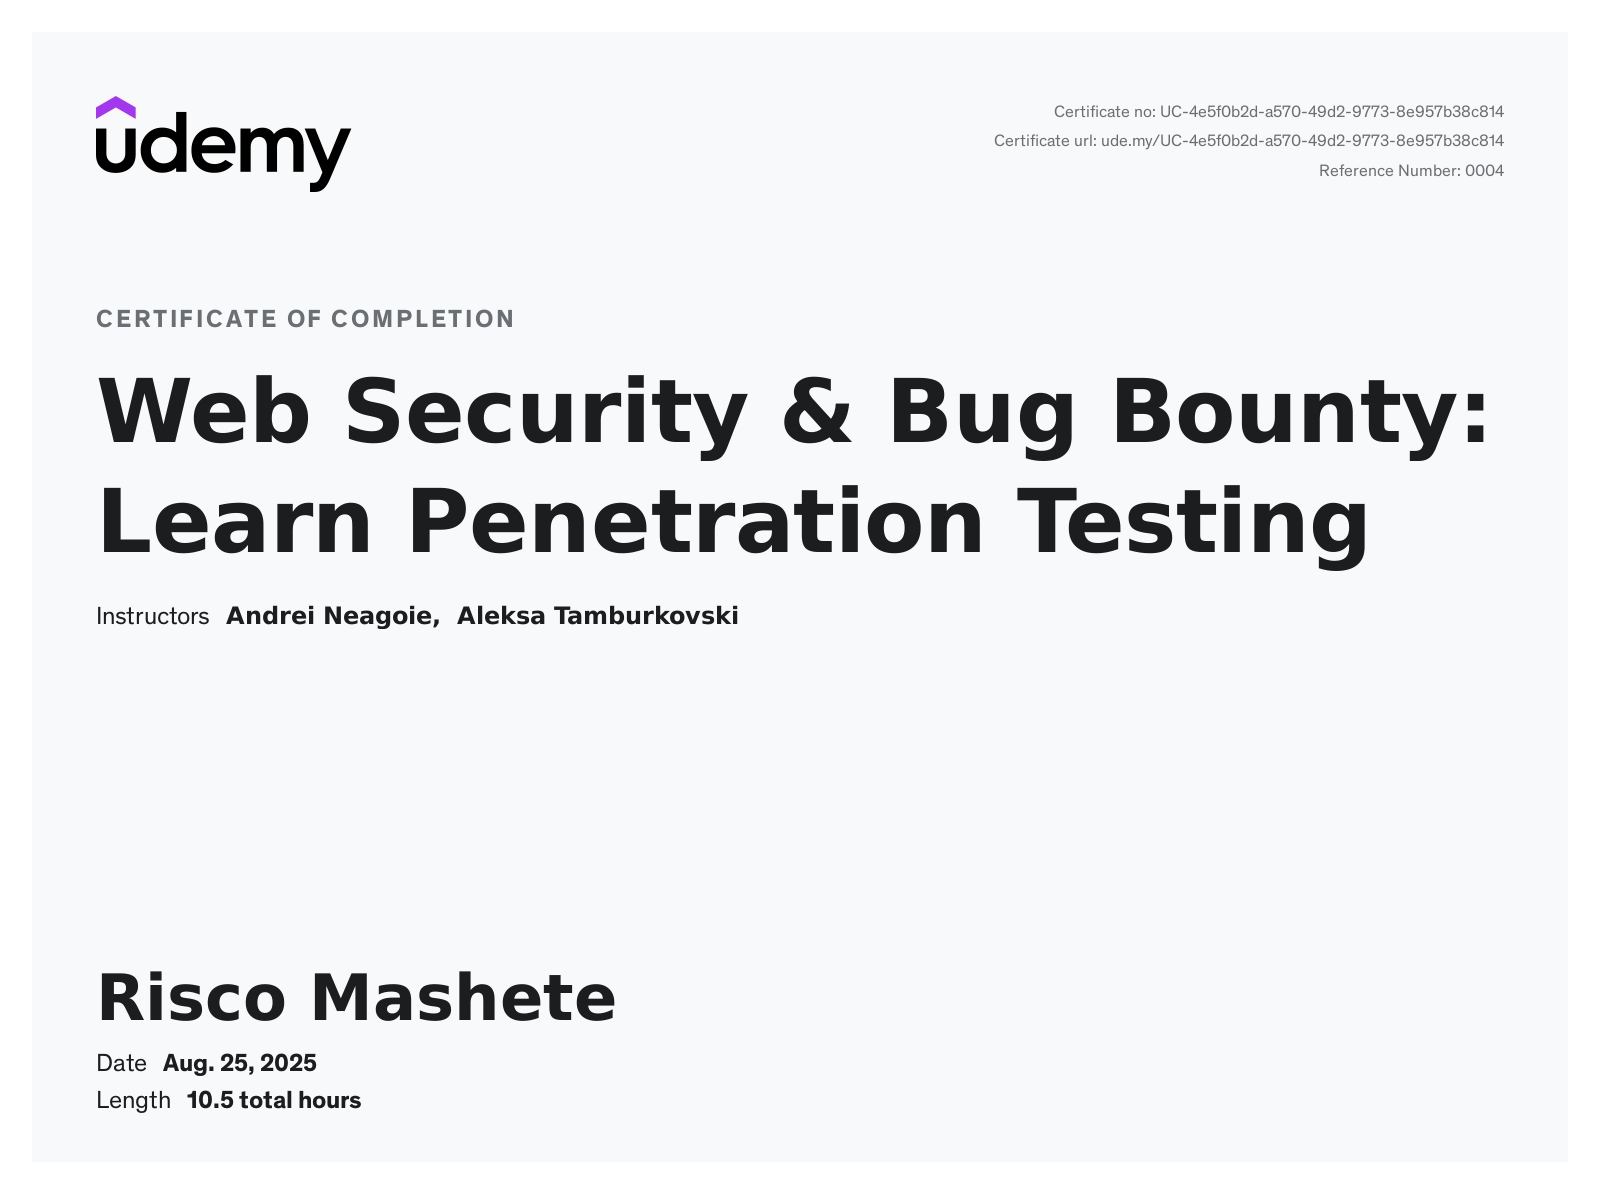 udemy
Certificate no: UC-4e5f0b2d-a570-49d2-9773-8e957b38c814
Certificate url: ude.my/UC-4e5f0b2d-a570-49d2-9773-8e957b38c814
Reference Number: 0004
CERTIFICATE OF COMPLETION
Web Security & Bug Bounty:
Learn Penetration Testing
Instructors Andrei Neagoie, Aleksa Tamburkovski
Risco Mashete
Date Aug. 25, 2025
Length 10.5 total hours